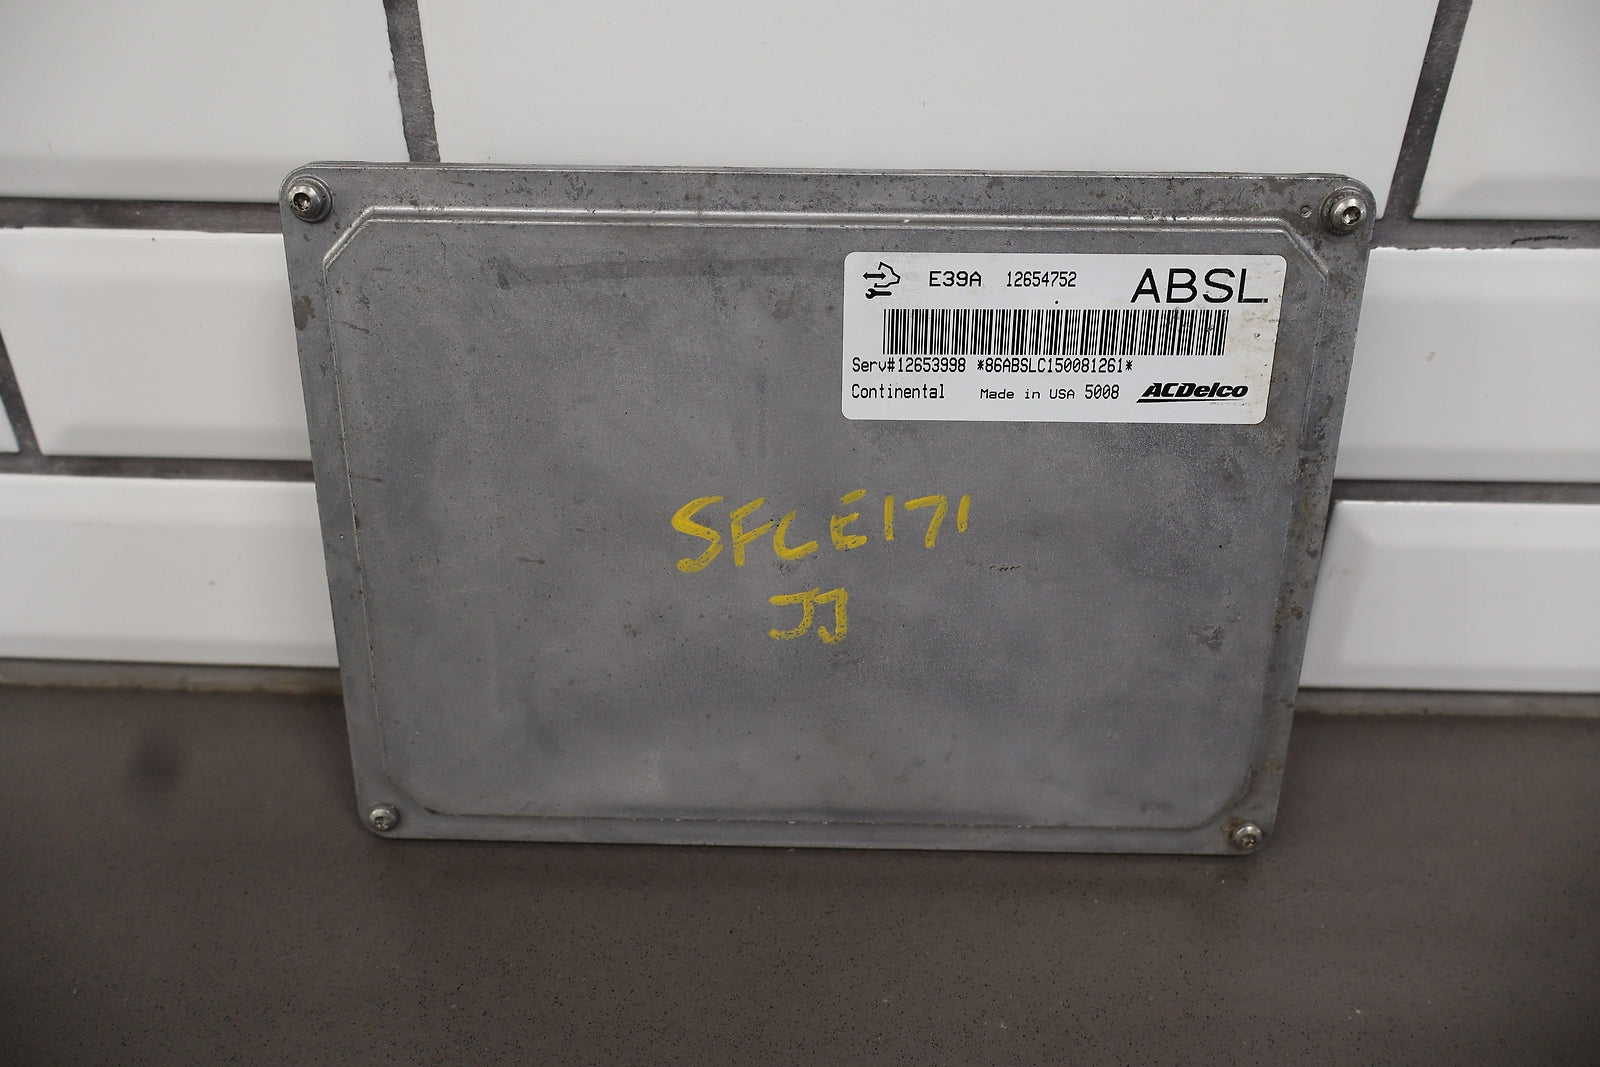 E39A 12654752 ABSL
Serv#12653998 *86ABSLC150081261*
Continental Made in USA 5008 ACDelco
SFCE171
JJ